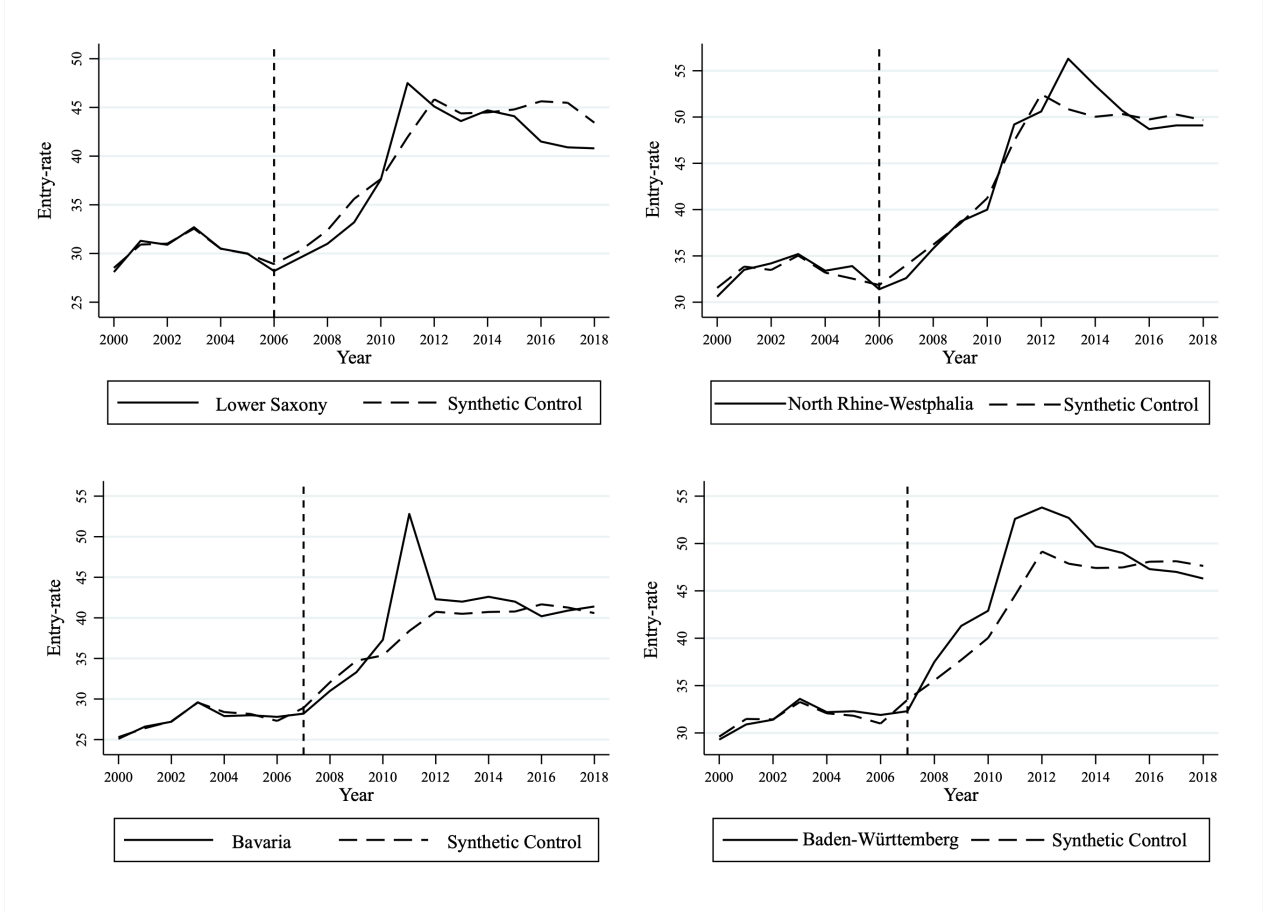 Entry-rate
50
45
40
35
30
25
2000 2002 2004 2006 2008 2010 2012 2014 2016 2018
Year
Lower Saxony Synthetic Control
Entry-rate
55
50
45
40
35
30
2000 2002 2004 2006 2008 2010 2012 2014 2016 2018
Year
North Rhine-Westphalia Synthetic Control
Entry-rate
55
50
45
40
35
30
25
2000 2002 2004 2006 2008 2010 2012 2014 2016 2018
Year
Bavaria Synthetic Control
Entry-rate
55
50
45
40
35
30
2000 2002 2004 2006 2008 2010 2012 2014 2016 2018
Year
Baden-Württemberg Synthetic Control